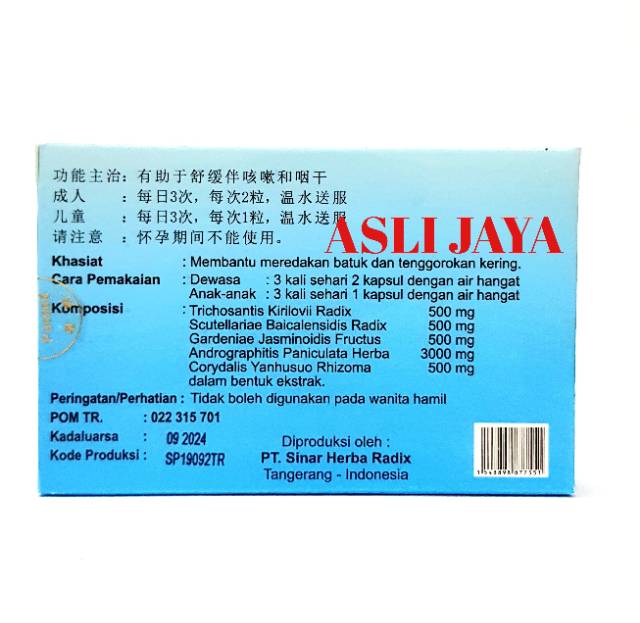 功能主治：有助于舒缓伴咳嗽和咽干
成人 ：每日3次，每次2粒，温水送服
儿童 ：每日3次，每次1粒，温水送服
请注意 ：怀孕期间不能使用。
ASLI JAYA
Khasiat : Membantu meredakan batuk dan tenggorokan kering.
Cara Pemakaian : Dewasa : 3 kali sehari 2 kapsul dengan air hangat
Anak-anak : 3 kali sehari 1 kapsul dengan air hangat
Komposisi : Trichosantis Kirilovii Radix 500 mg
Scutellariae Baicalensidis Radix 500 mg
Gardeniae Jasminoidis Fructus 500 mg
Andrographitis Paniculata Herba 3000 mg
Corydalis Yanhusuo Rhizoma 500 mg
dalam bentuk ekstrak.
Peringatan/Perhatian : Tidak boleh digunakan pada wanita hamil
POM TR. : 022 315 701
Kadaluarsa : 09 2024
Kode Produksi : SP19092TR
Diproduksi oleh :
PT. Sinar Herba Radix
Tangerang - Indonesia